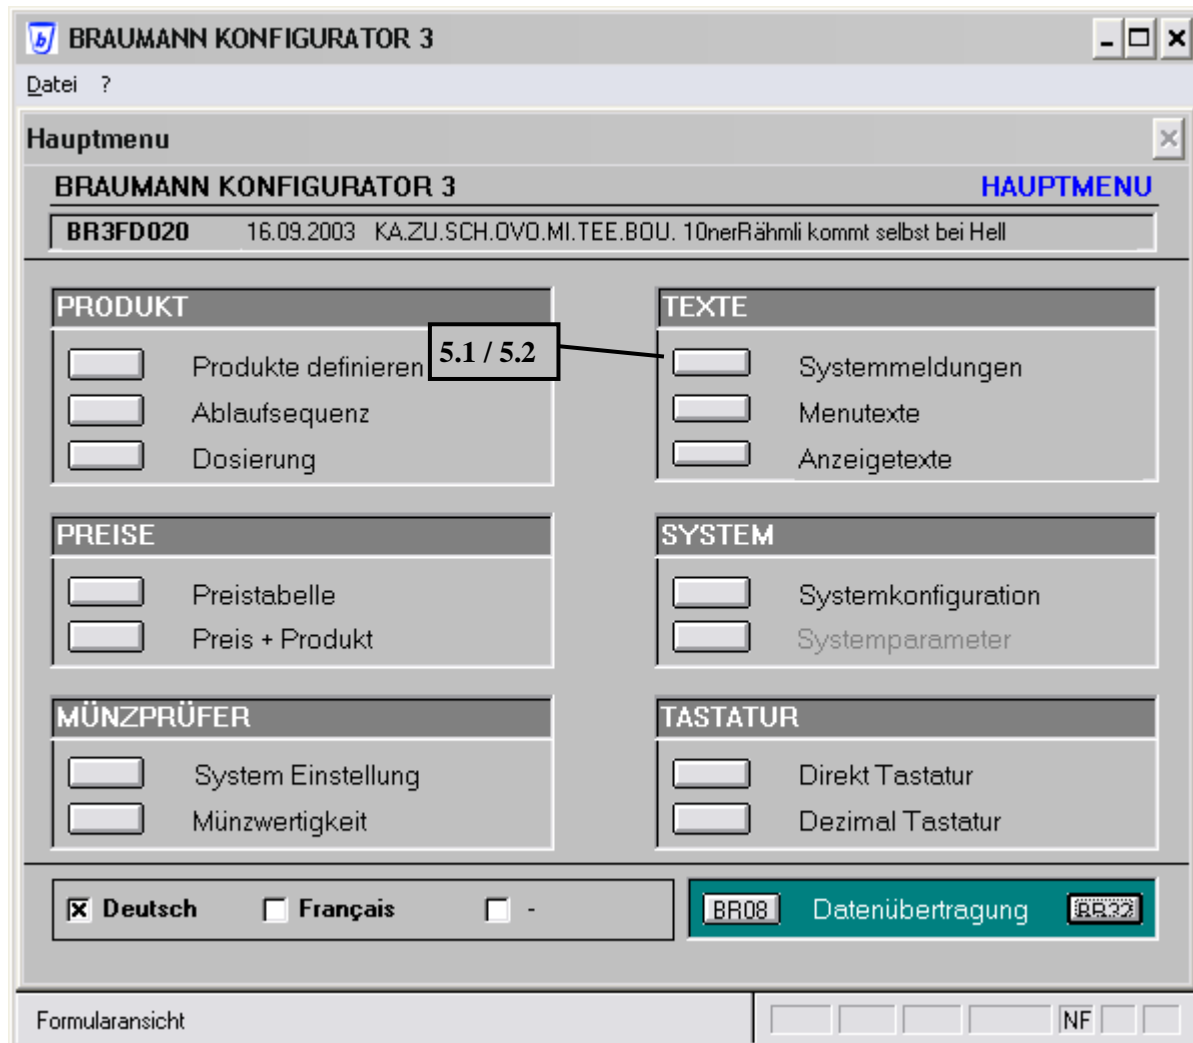 BRAUMANN KONFIGURATOR 3
Datei ?
Hauptmenu
BRAUMANN KONFIGURATOR 3 HAUPTMENU
BR3FD020 16.09.2003 KA.ZU.SCH.OVO.MI.TEE.BOU. 10nerRähmli kommt selbst bei Hell
PRODUKT
Produkte definieren
Ablaufsequenz
Dosierung
5.1 / 5.2
TEXTE
Systemmeldungen
Menutexte
Anzeigetexte
PREISE
Preistabelle
Preis + Produkt
SYSTEM
Systemkonfiguration
Systemparameter
MÜNZPRÜFER
System Einstellung
Münzwertigkeit
TASTATUR
Direkt Tastatur
Dezimal Tastatur
Deutsch Français -
BR08 Datenübertragung BR32
Formularansicht NF